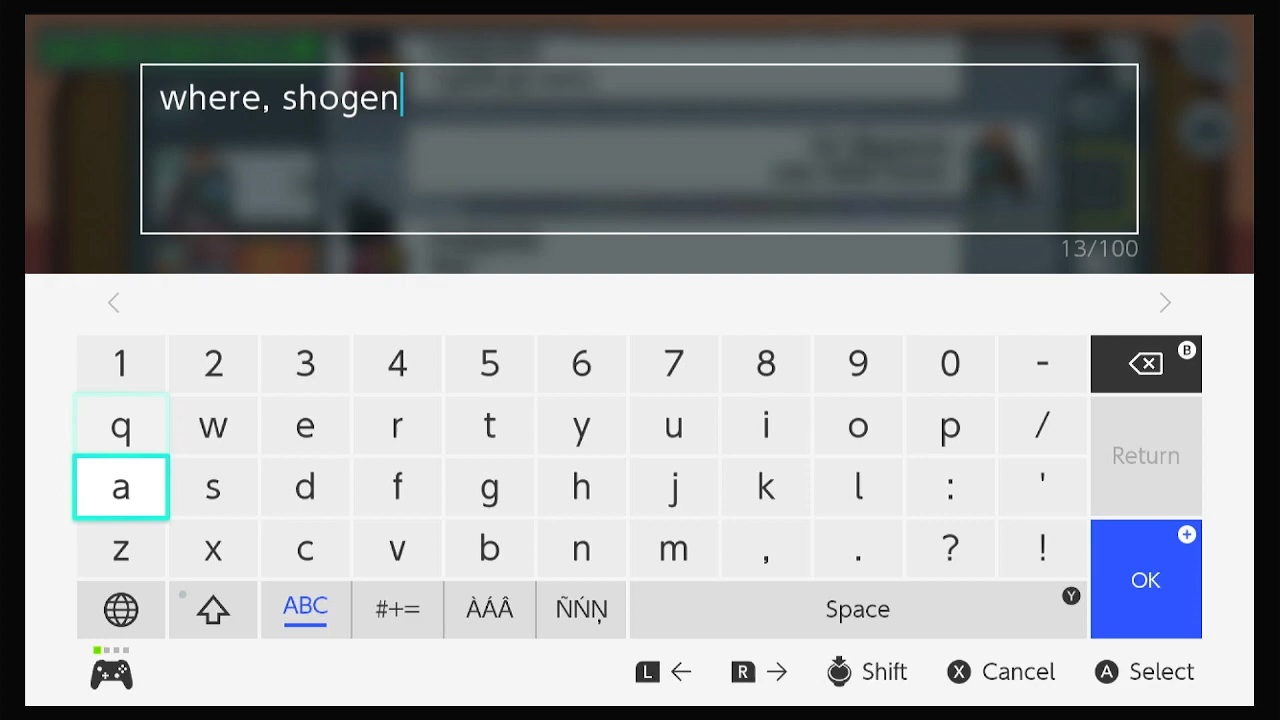 where, shogen
13/100
1 2 3 4 5 6 7 8 9 0 -
q w e r t y u i o p / Return
a s d f g h j k l : '
z x c v b n m , . ? ! OK
ABC #+= ÀÁÂ ÑŃŅ Space Y
B
+
L ← R → Shift X Cancel A Select